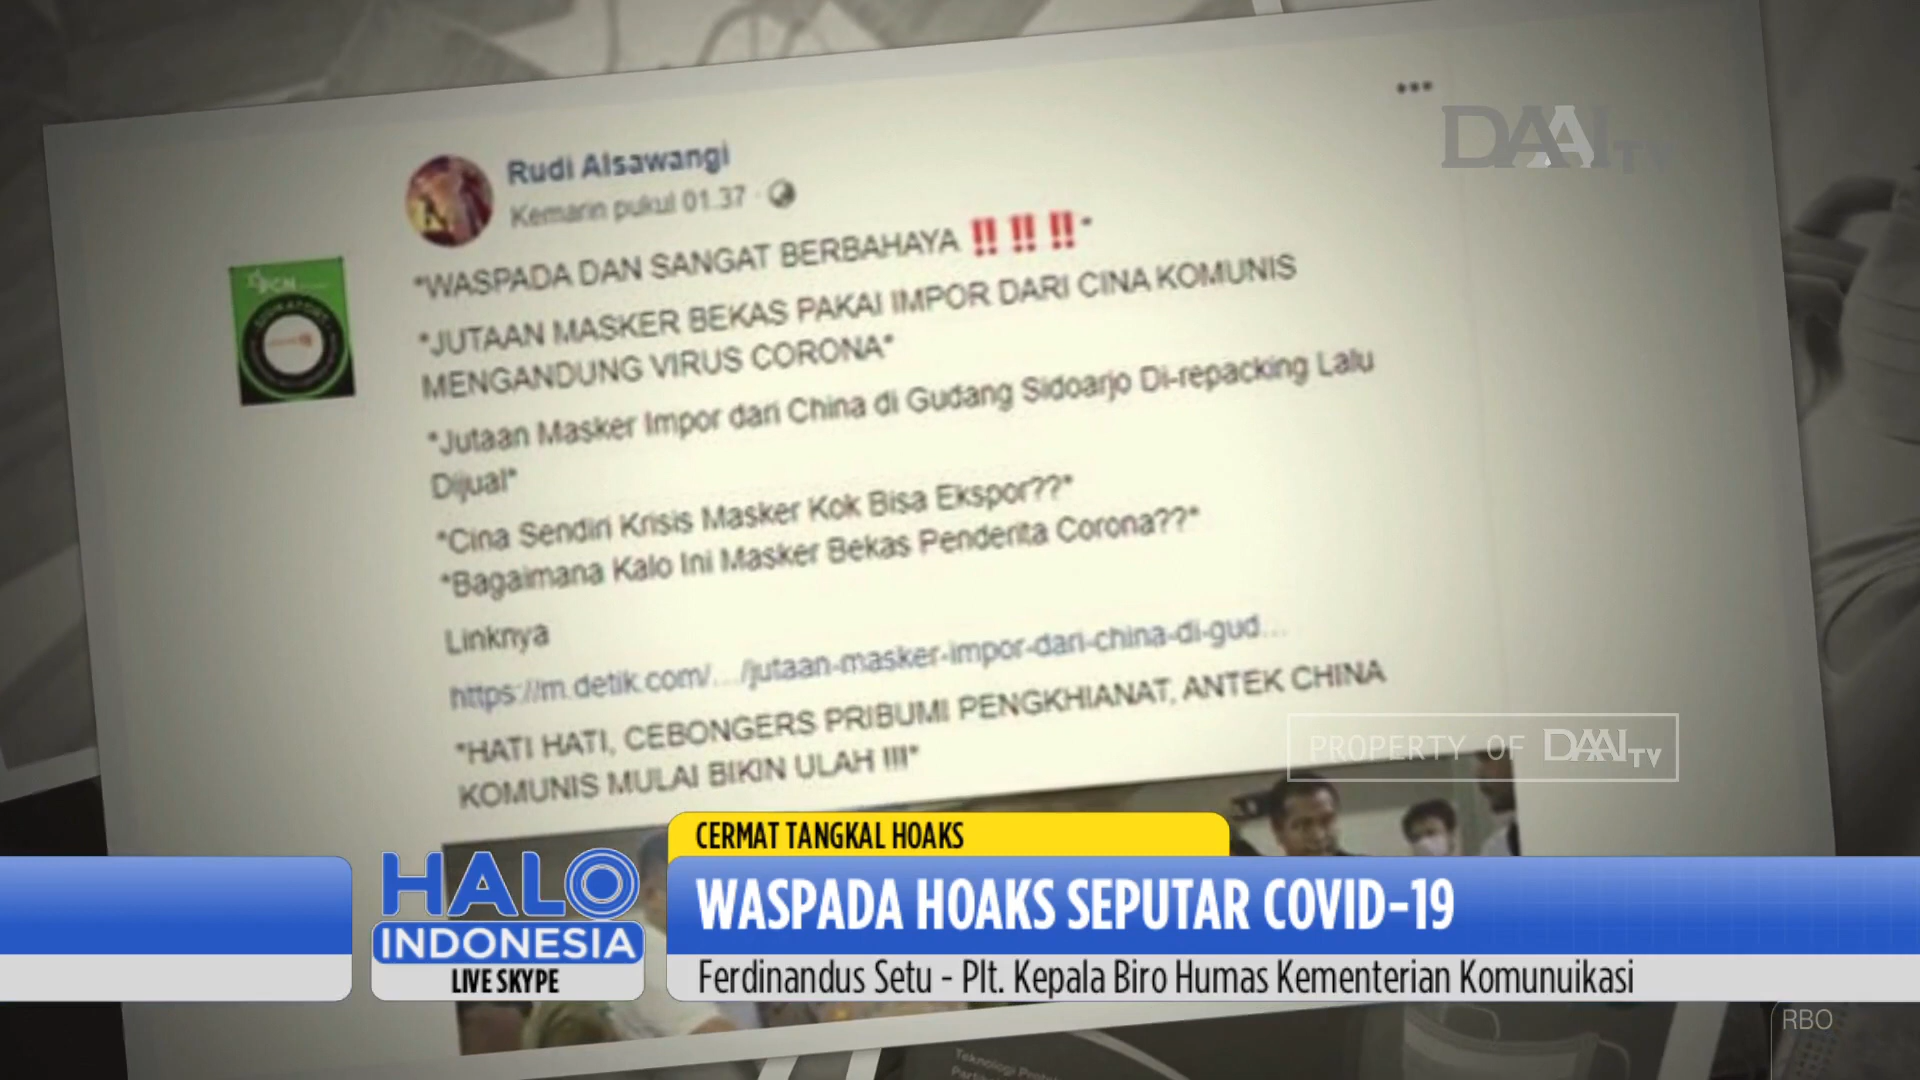 DAAI TV
Rudi Alsawangi
Kemarin pukul 01.37
*WASPADA DAN SANGAT BERBAHAYA ‼️‼️‼️*
*JUTAAN MASKER BEKAS PAKAI IMPOR DARI CINA KOMUNIS
MENGANDUNG VIRUS CORONA*
*Jutaan Masker Impor dari China di Gudang Sidoarjo Di-repacking Lalu
Dijual*
*Cina Sendiri Krisis Masker Kok Bisa Ekspor??*
*Bagaimana Kalo Ini Masker Bekas Penderita Corona??*
Linknya
https://m.detik.com/.../jutaan-masker-impor-dari-china-di-gud...
*HATI HATI, CEBONGERS PRIBUMI PENGKHIANAT, ANTEK CHINA
KOMUNIS MULAI BIKIN ULAH !!!!*
PROPERTY OF DAAI TV
CERMAT TANGKAL HOAKS
HALO
INDONESIA
LIVE SKYPE
WASPADA HOAKS SEPUTAR COVID-19
Ferdinandus Setu - Plt. Kepala Biro Humas Kementerian Komunuikasi
RBO